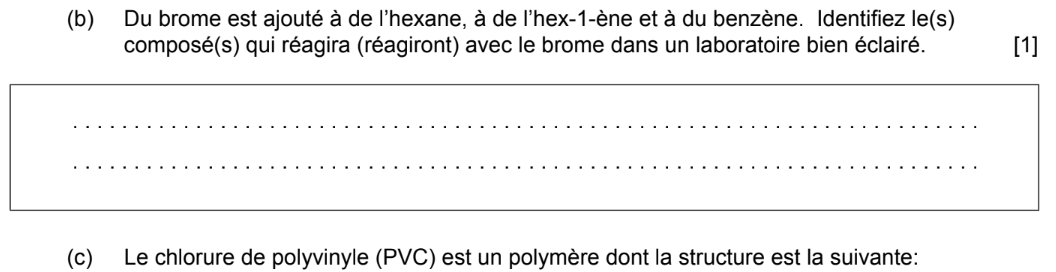 (b) Du brome est ajouté à de l'hexane, à de l'hex-1-ène et à du benzène. Identifiez le(s)
composé(s) qui réagira (réagiront) avec le brome dans un laboratoire bien éclairé. [1]
(c) Le chlorure de polyvinyle (PVC) est un polymère dont la structure est la suivante: